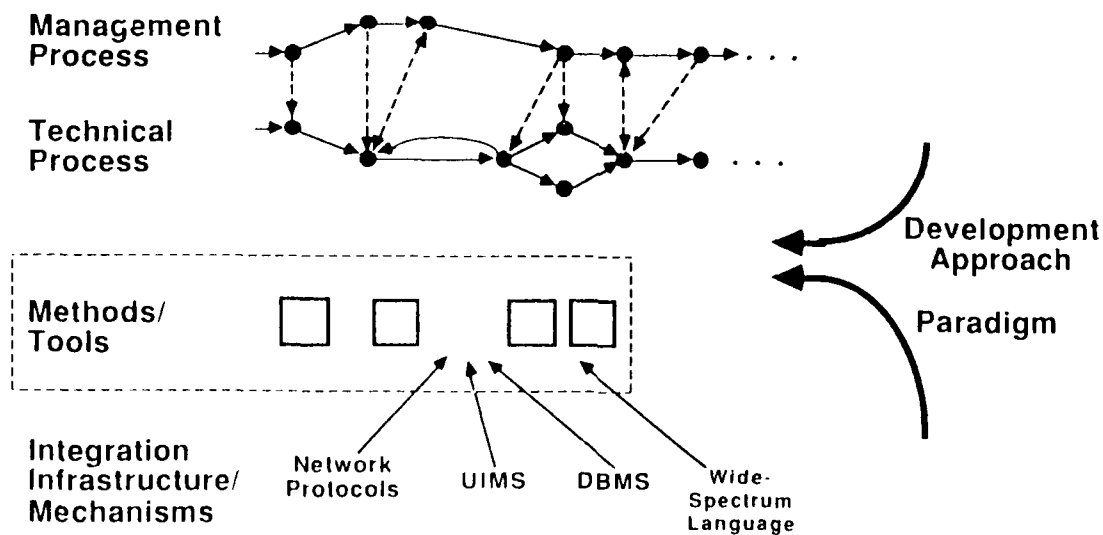 Management
Process
. . .
Technical
Process
. . .
Development
Approach
Methods/
Tools
Paradigm
Integration
Infrastructure/
Mechanisms
Network
Protocols
UIMS
DBMS
Wide-
Spectrum
Language